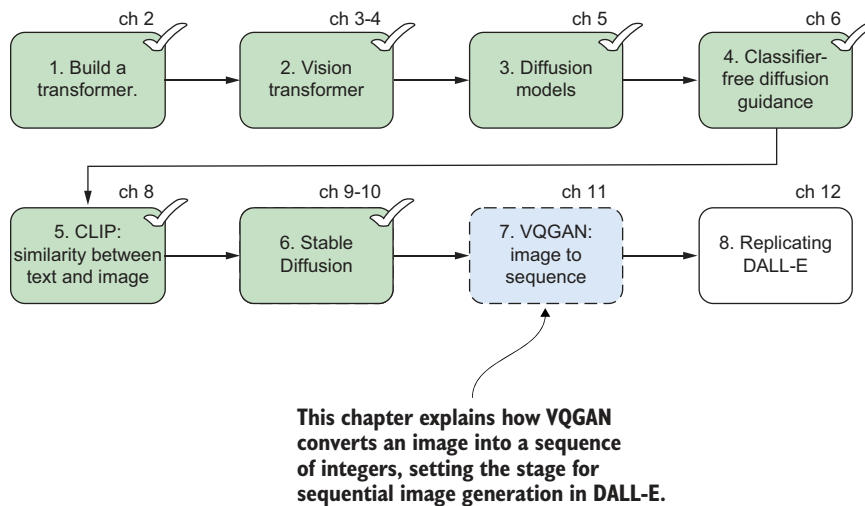 ch 2
1. Build a
transformer.
ch 3-4
2. Vision
transformer
ch 5
3. Diffusion
models
ch 6
4. Classifier-
free diffusion
guidance
ch 8
5. CLIP:
similarity between
text and image
ch 9-10
6. Stable
Diffusion
ch 11
7. VQGAN:
image to
sequence
ch 12
8. Replicating
DALL-E
This chapter explains how VQGAN
converts an image into a sequence
of integers, setting the stage for
sequential image generation in DALL-E.